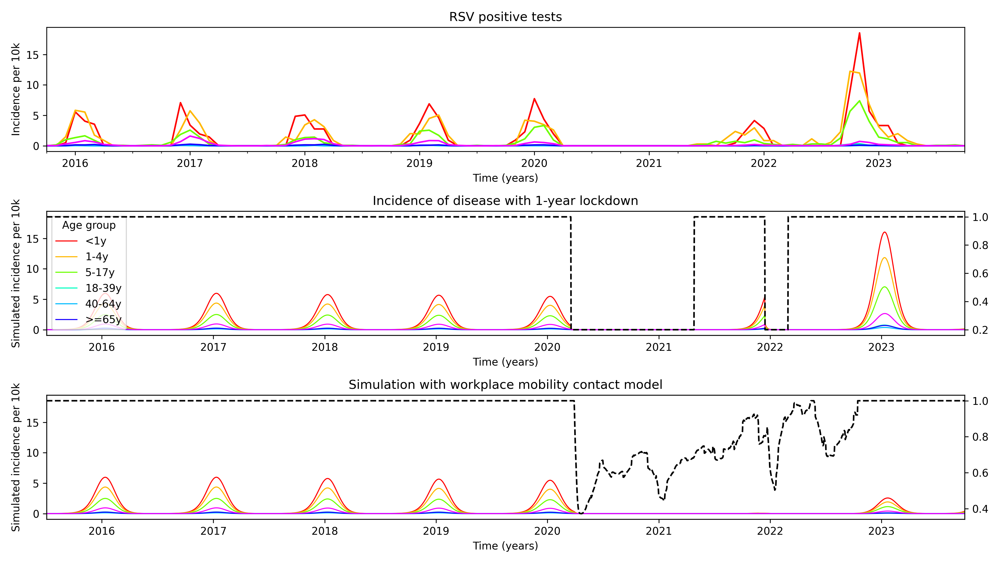 RSV positive tests
Incidence per 10k
15
10
5
0
2016 2017 2018 2019 2020 2021 2022 2023
Time (years)
Incidence of disease with 1-year lockdown
Simulated incidence per 10k
15
10
5
0
Age group
<1y
1-4y
5-17y
18-39y
40-64y
>=65y
1.0
0.8
0.6
0.4
0.2
2016 2017 2018 2019 2020 2021 2022 2023
Time (years)
Simulation with workplace mobility contact model
Simulated incidence per 10k
15
10
5
0
1.0
0.8
0.6
0.4
2016 2017 2018 2019 2020 2021 2022 2023
Time (years)